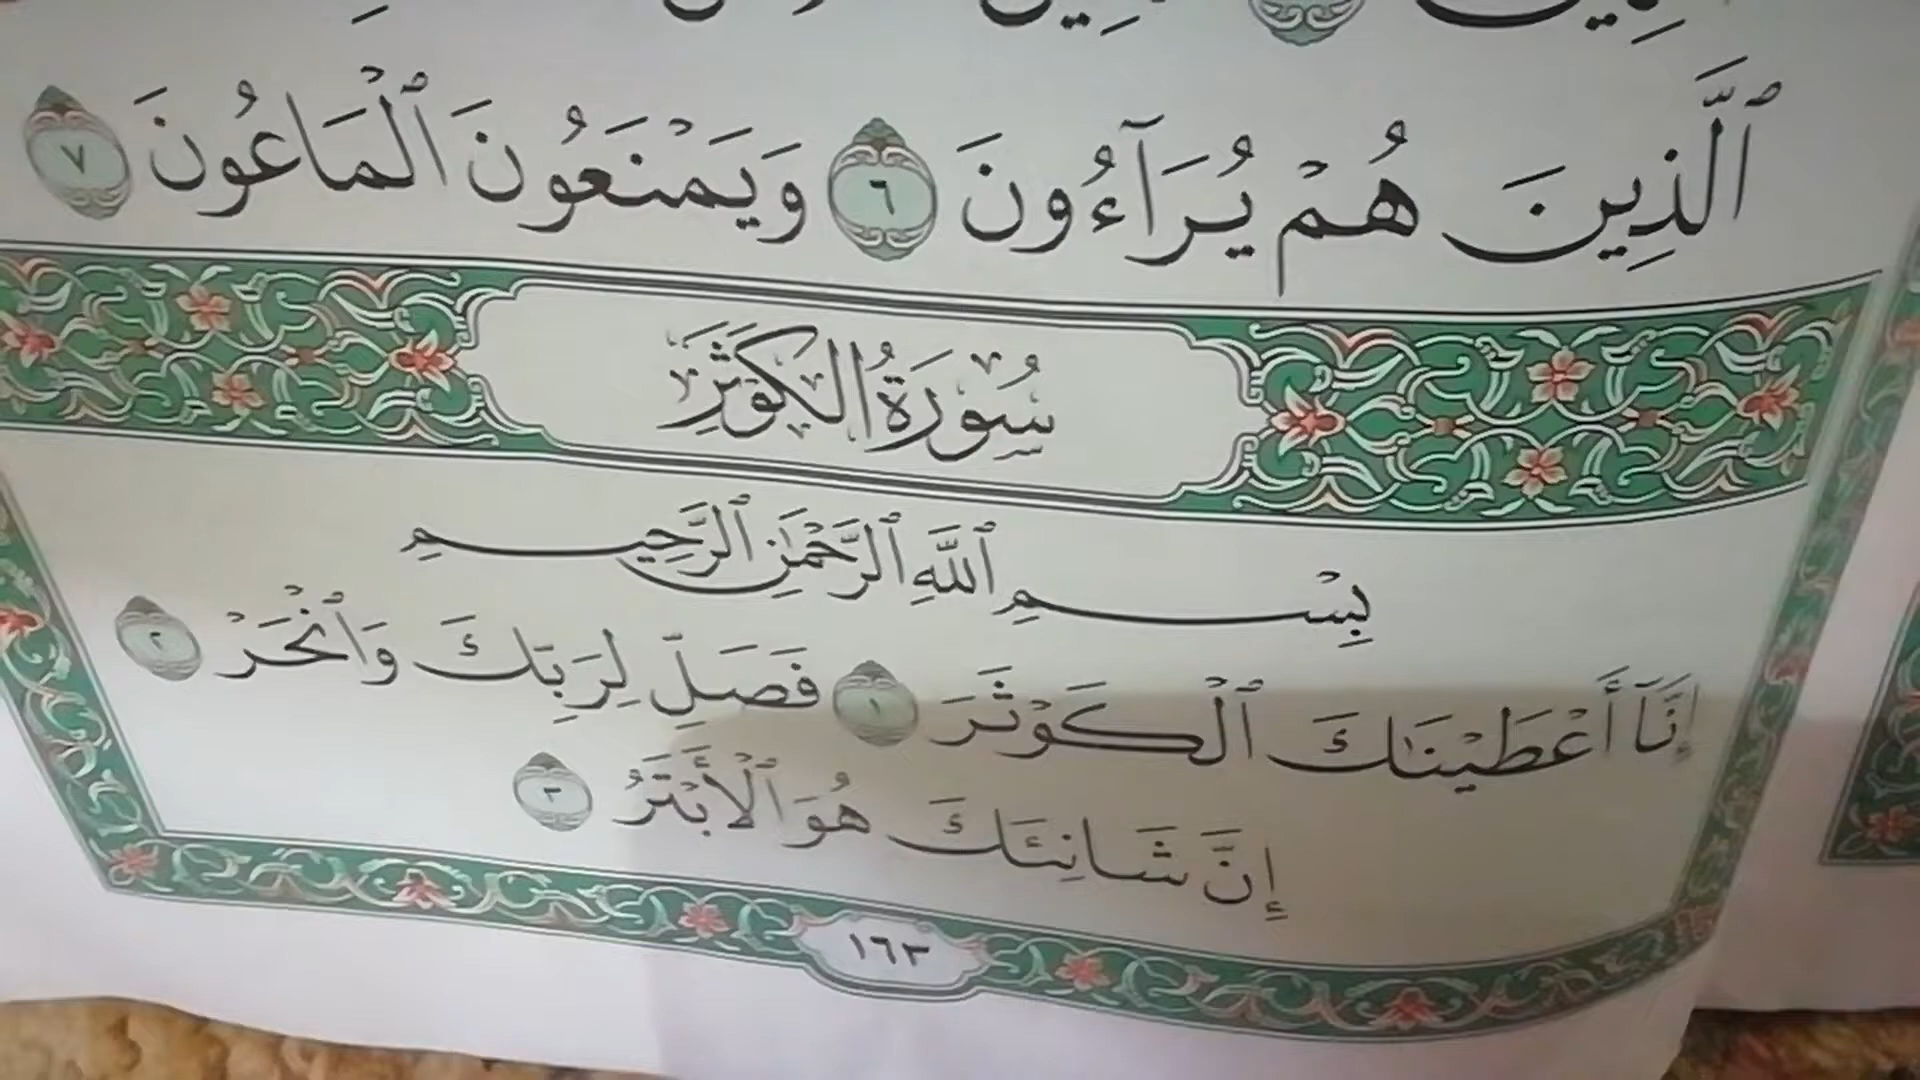 ٱلَّذِينَ هُمْ يُرَآءُونَ ٦ وَيَمْنَعُونَ ٱلْمَاعُونَ ٧
سُورَةُ الكَوْثَرِ
بِسْمِ ٱللَّهِ ٱلرَّحْمَٰنِ ٱلرَّحِيمِ
إِنَّآ أَعْطَيْنَٰكَ ٱلْكَوْثَرَ ١ فَصَلِّ لِرَبِّكَ وَٱنْحَرْ ٢
إِنَّ شَانِئَكَ هُوَ ٱلْأَبْتَرُ ٣
١٦٣